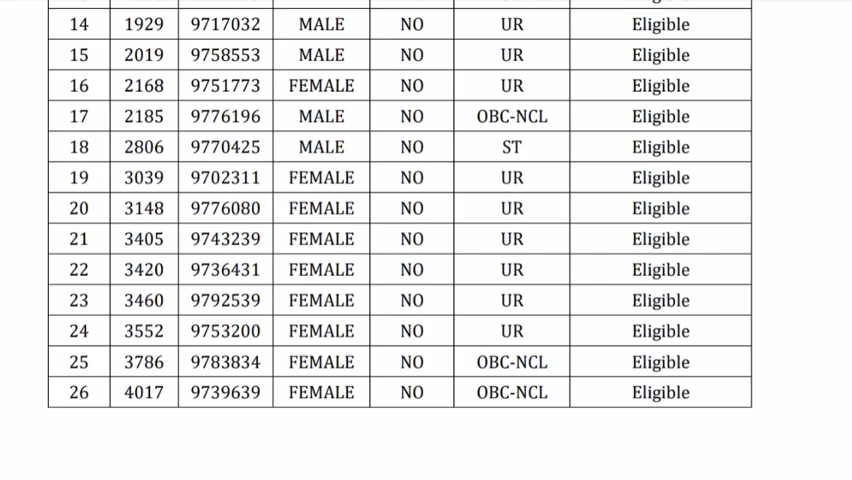 14 1929 9717032 MALE NO UR Eligible
15 2019 9758553 MALE NO UR Eligible
16 2168 9751773 FEMALE NO UR Eligible
17 2185 9776196 MALE NO OBC-NCL Eligible
18 2806 9770425 MALE NO ST Eligible
19 3039 9702311 FEMALE NO UR Eligible
20 3148 9776080 FEMALE NO UR Eligible
21 3405 9743239 FEMALE NO UR Eligible
22 3420 9736431 FEMALE NO UR Eligible
23 3460 9792539 FEMALE NO UR Eligible
24 3552 9753200 FEMALE NO UR Eligible
25 3786 9783834 FEMALE NO OBC-NCL Eligible
26 4017 9739639 FEMALE NO OBC-NCL Eligible